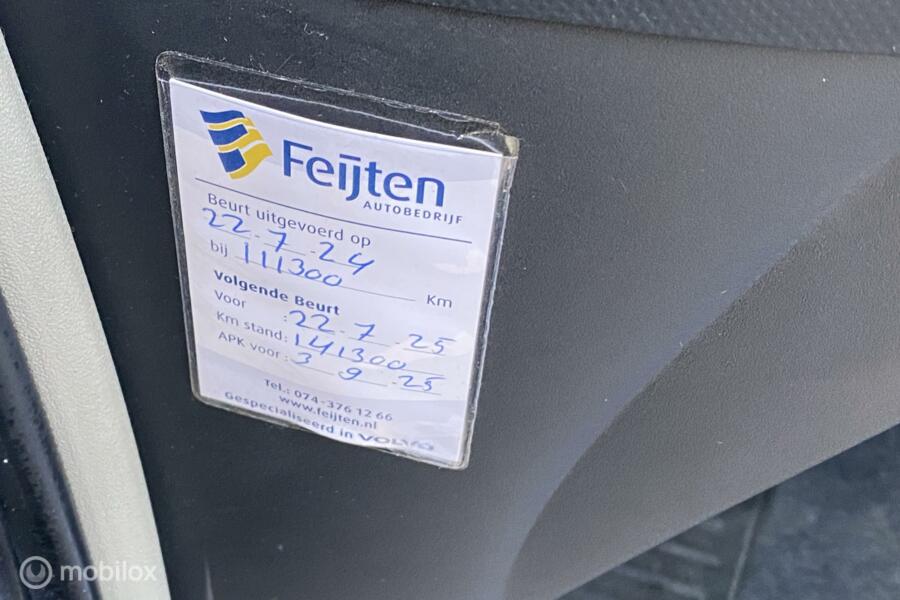 Feijten
AUTOBEDRIJF
Beurt uitgevoerd op
22.7.24
bij 111300 Km
Volgende Beurt
Voor : 22.7.25
Km stand: 141300
APK voor: 3 9.25
Tel.: 074-376 12 66
www.feijten.nl
Gespecialiseerd in VOLVO
mobilox